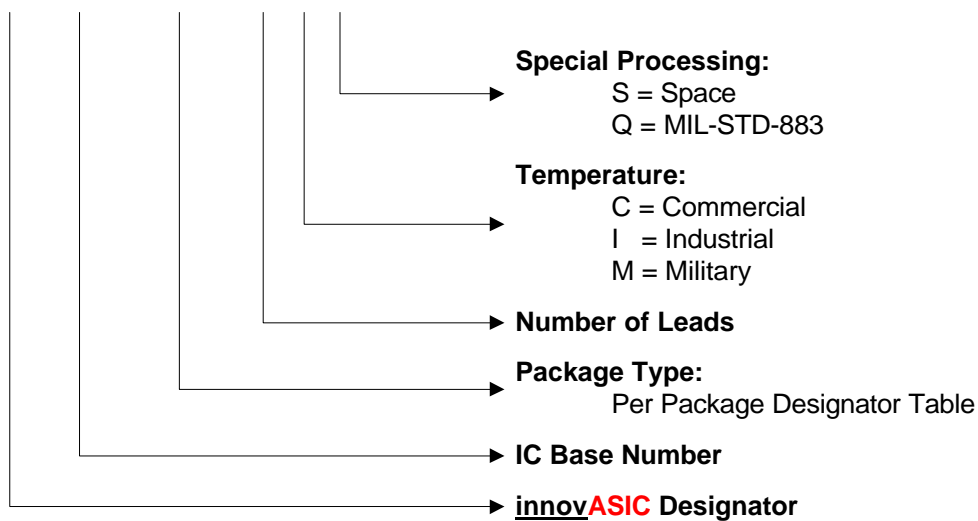 Special Processing:
S = Space
Q = MIL-STD-883
Temperature:
C = Commercial
I = Industrial
M = Military
Number of Leads
Package Type:
Per Package Designator Table
IC Base Number
innovASIC Designator